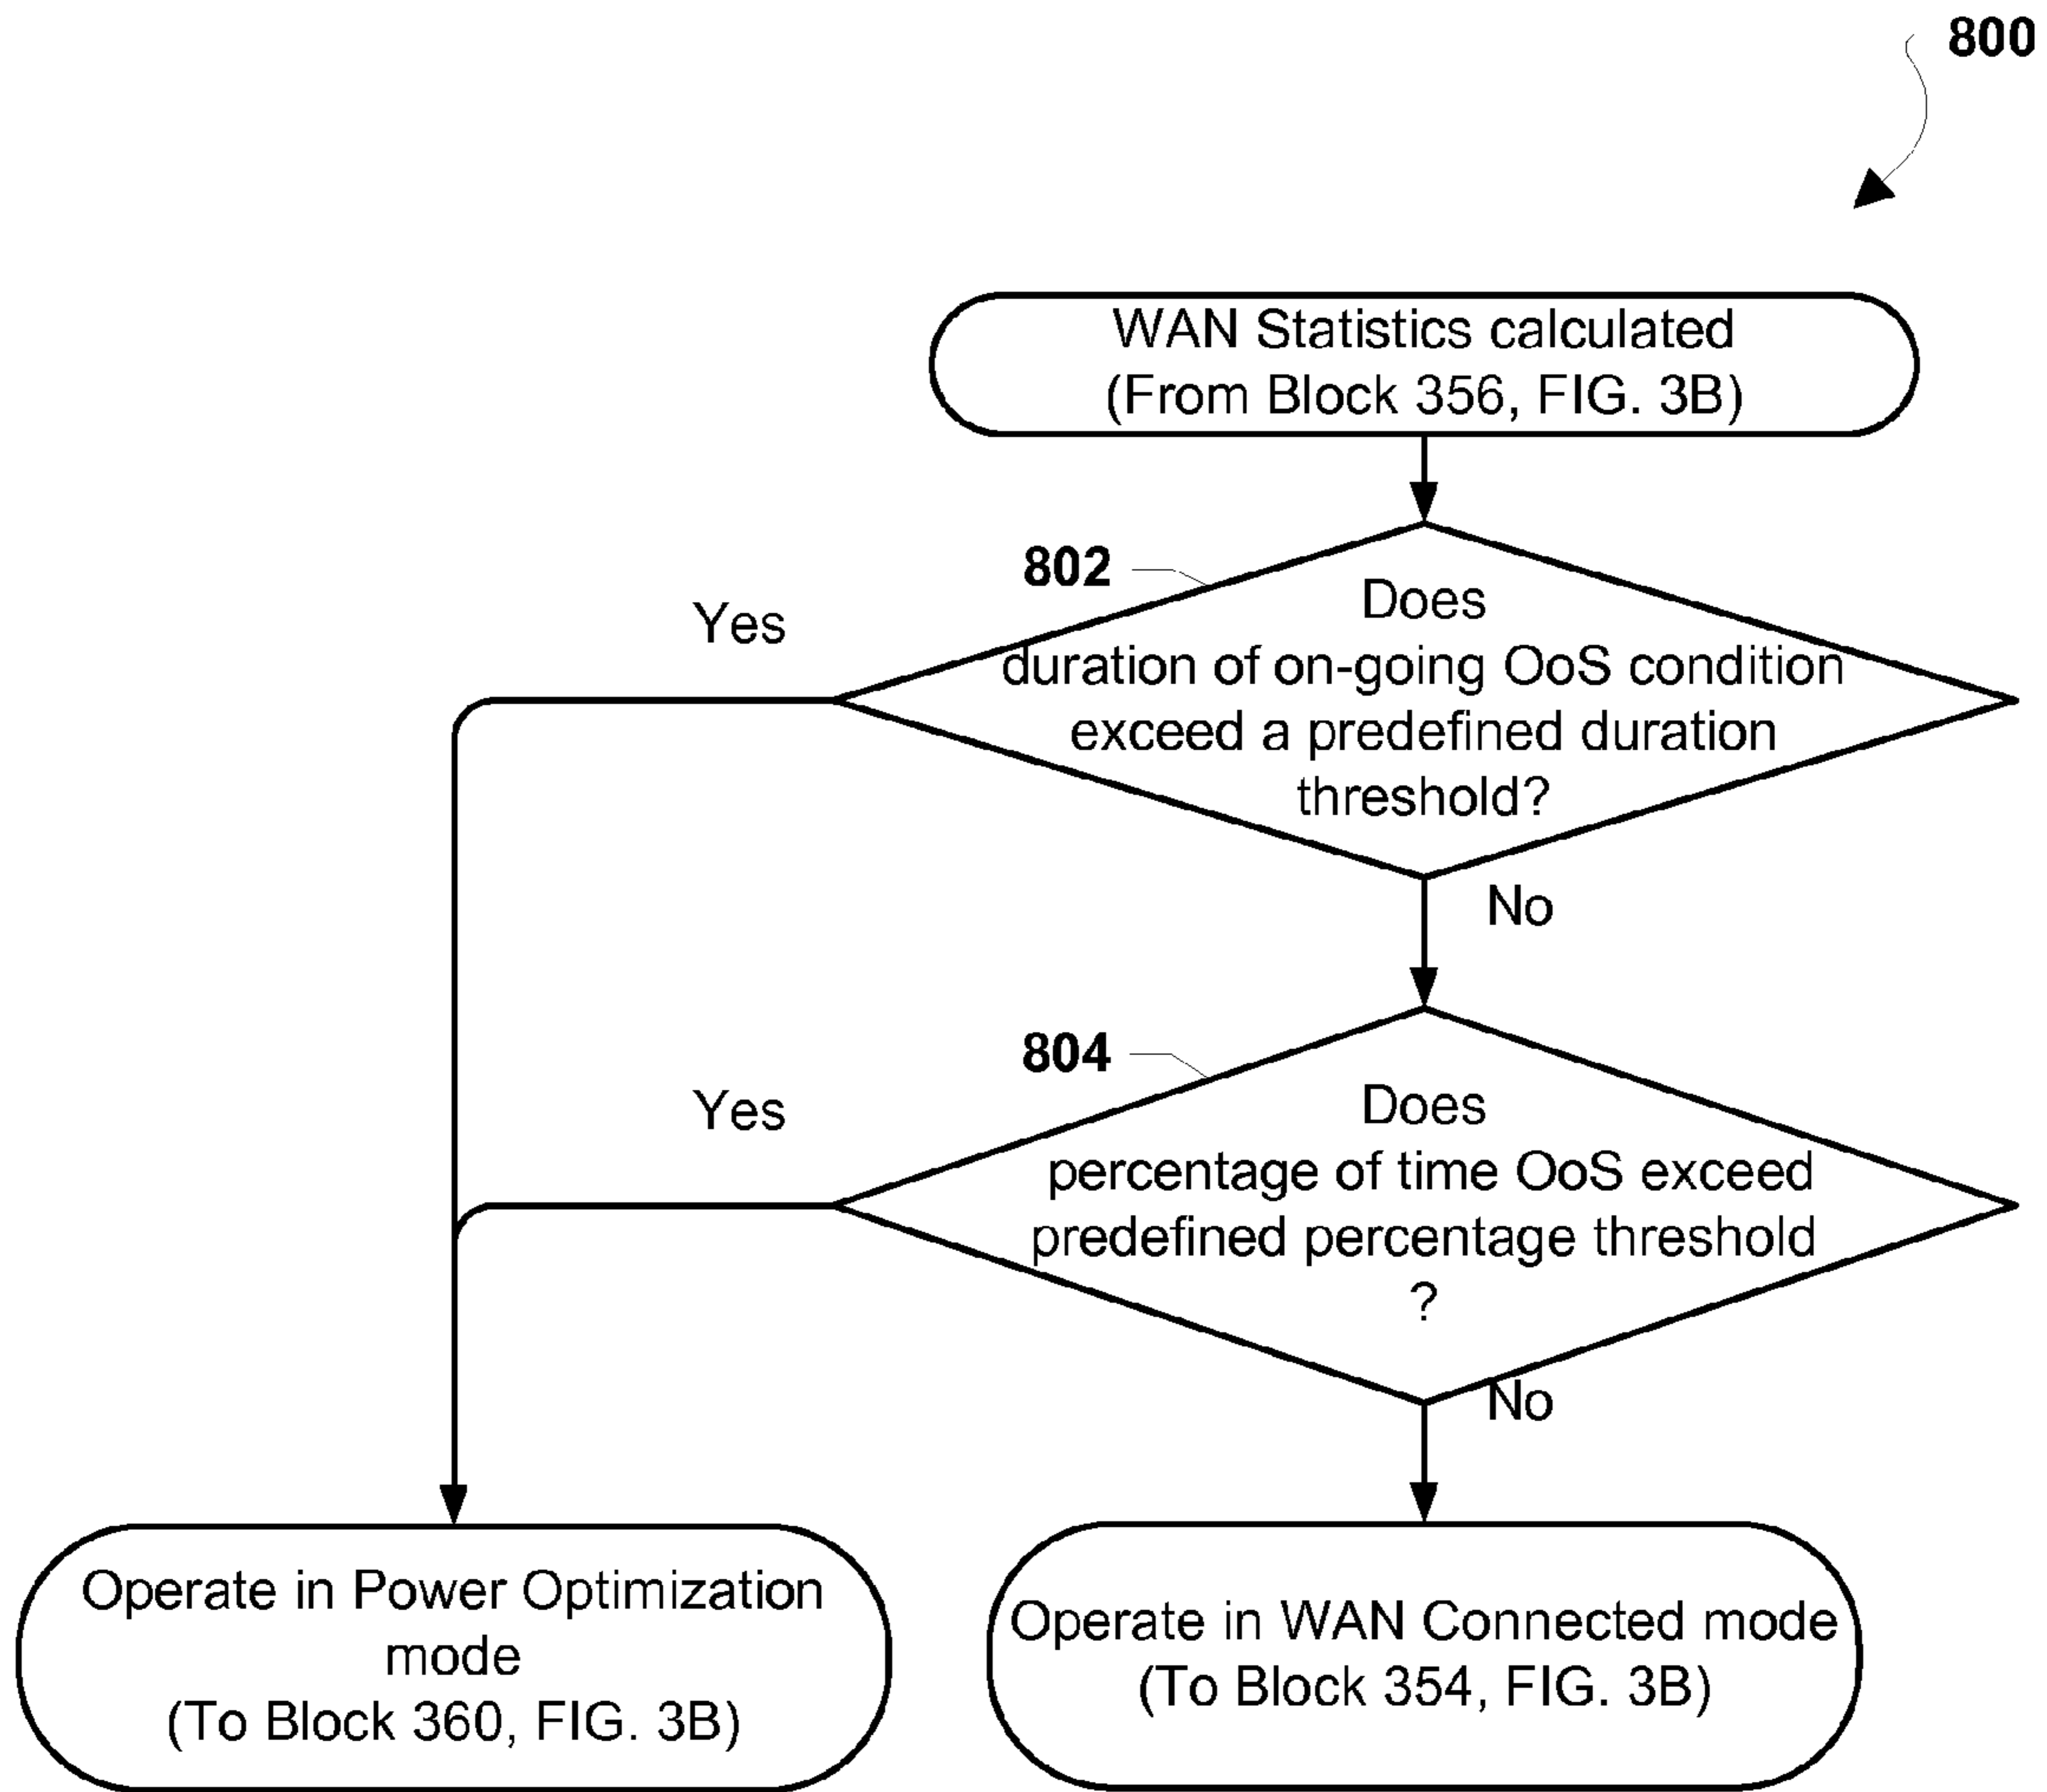 800
WAN Statistics calculated
(From Block 356, FIG. 3B)
802
Yes
Does
duration of on-going OoS condition
exceed a predefined duration
threshold?
No
804
Yes
Does
percentage of time OoS exceed
predefined percentage threshold
?
No
Operate in Power Optimization
mode
(To Block 360, FIG. 3B)
Operate in WAN Connected mode
(To Block 354, FIG. 3B)